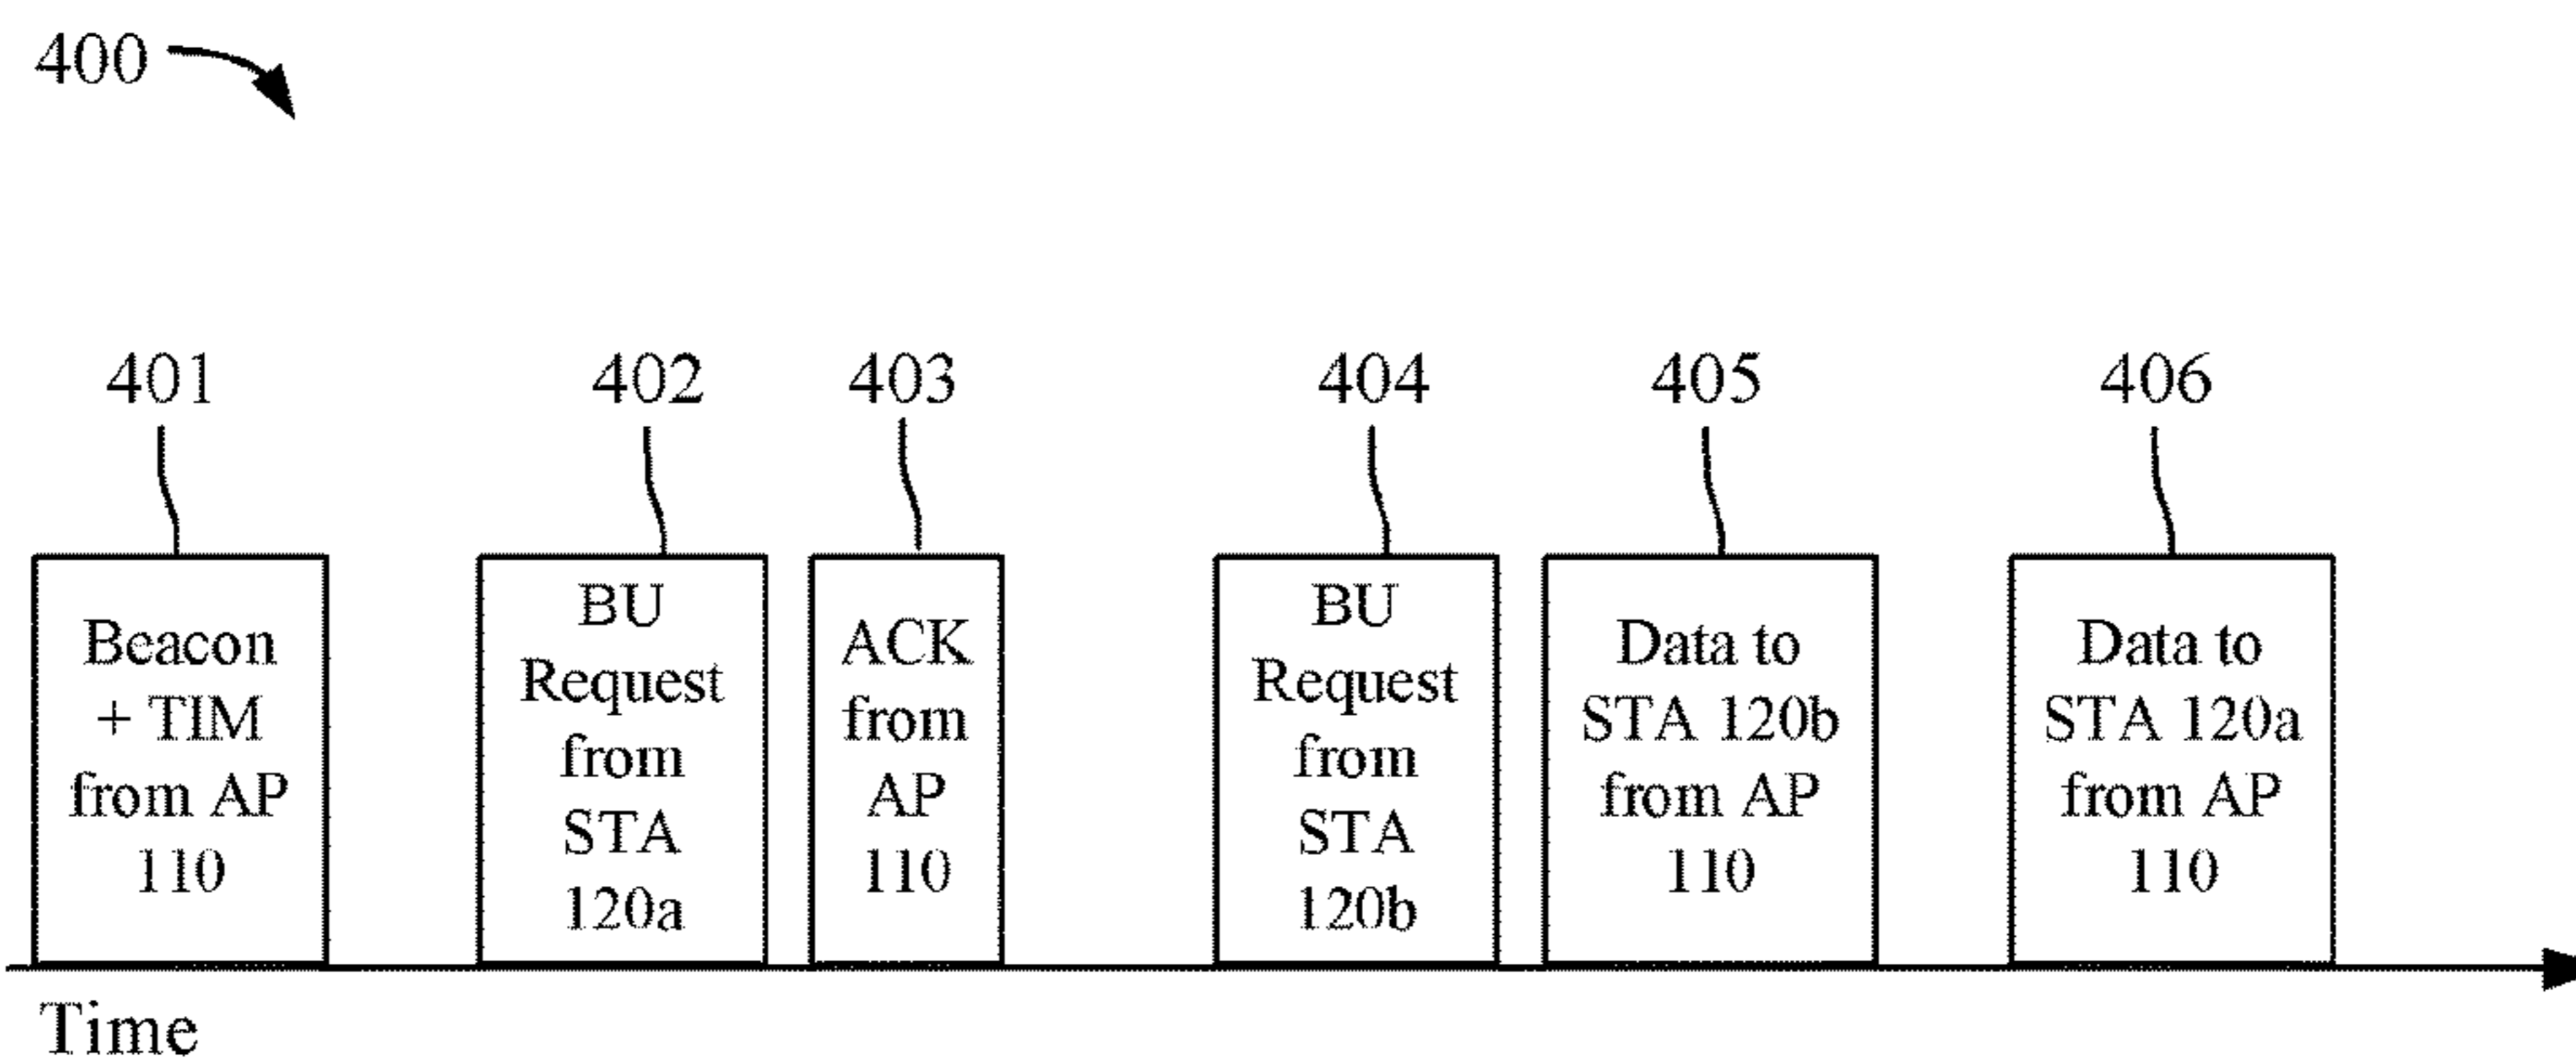 400
401
402
403
404
405
406
Beacon
+ TIM
from AP
110
BU
Request
from
STA
120a
ACK
from
AP
110
BU
Request
from
STA
120b
Data to
STA 120b
from AP
110
Data to
STA 120a
from AP
110
Time